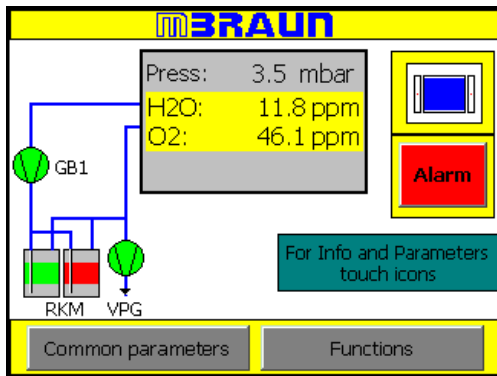 mBRAUN
Press: 3.5 mbar
H2O: 11.8 ppm
O2: 46.1 ppm
GB1
Alarm
For Info and Parameters
touch icons
RKM VPG
Common parameters Functions